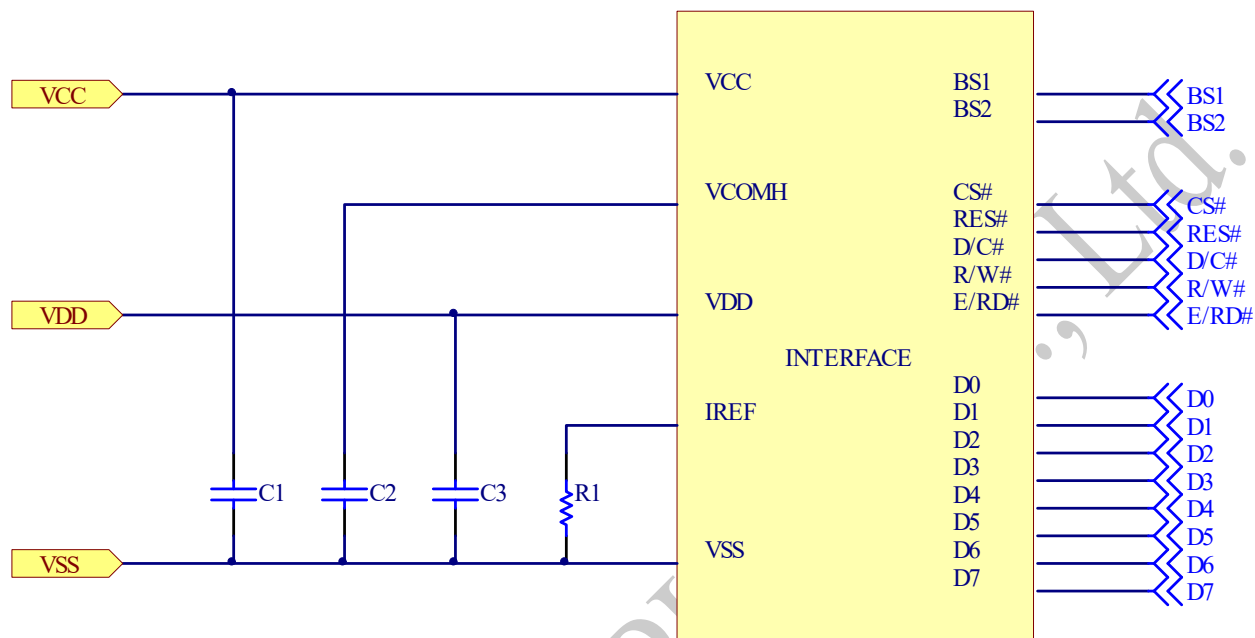 VCC
VDD
VSS
C1
C2
C3
R1
VCC
VCOMH
VDD
IREF
VSS
INTERFACE
BS1
BS2
CS#
RES#
D/C#
R/W#
E/RD#
D0
D1
D2
D3
D4
D5
D6
D7
BS1
BS2
CS#
RES#
D/C#
R/W#
E/RD#
D0
D1
D2
D3
D4
D5
D6
D7
., Ltd.